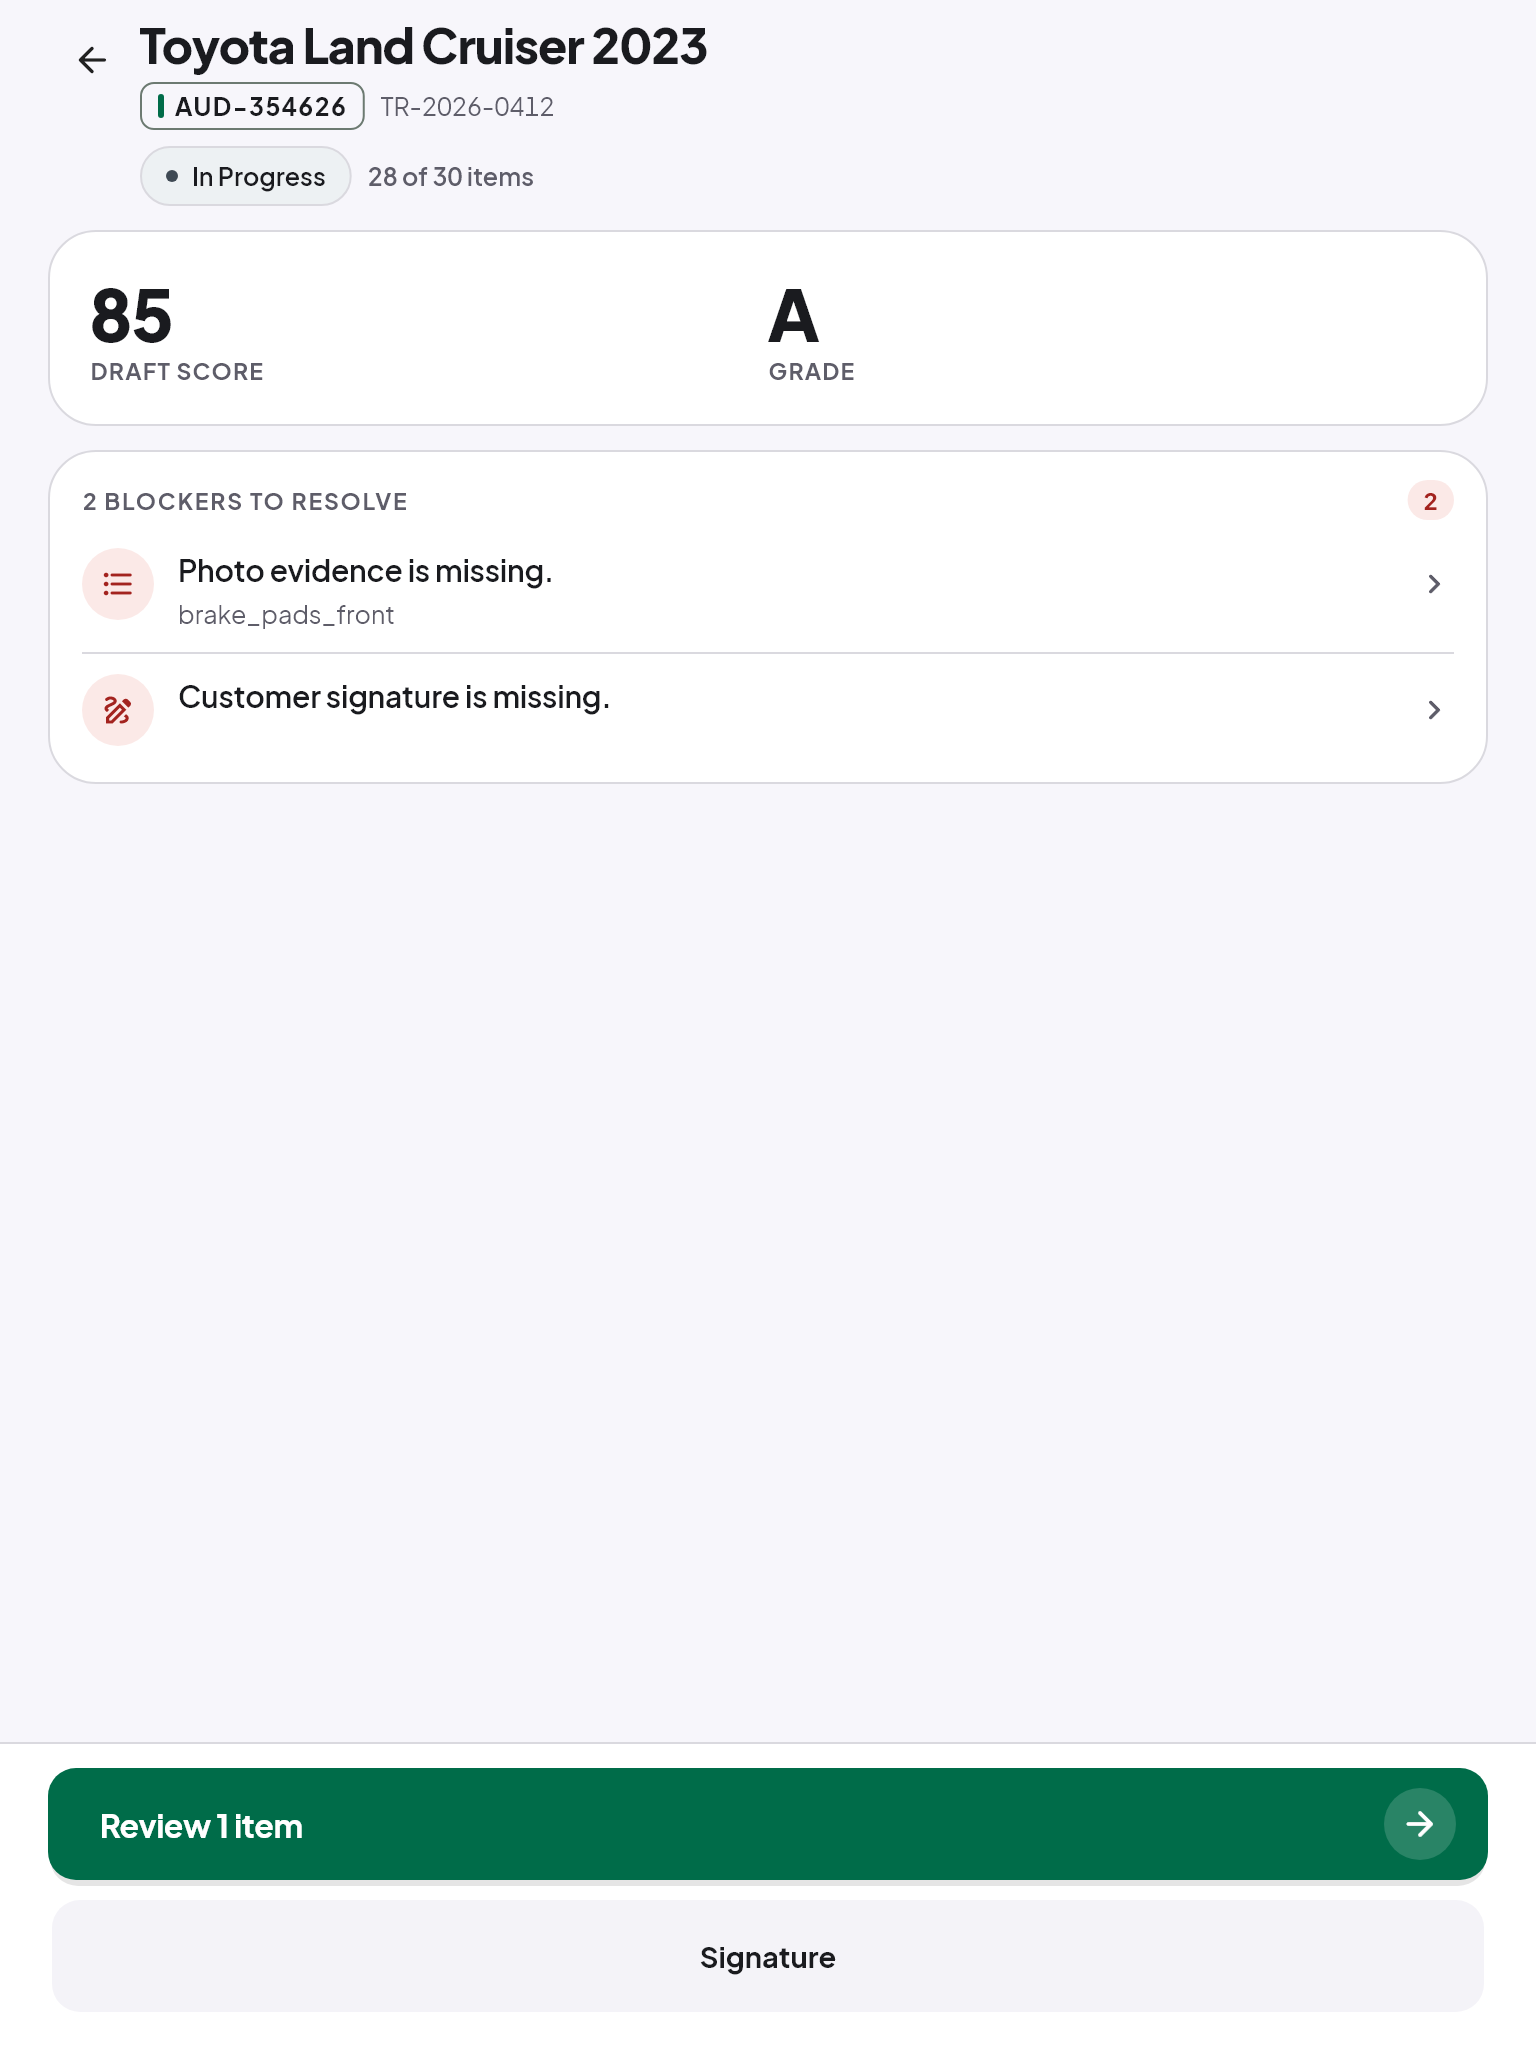 Toyota Land Cruiser 2023
AUD-354626 TR-2026-0412
In Progress 28 of 30 items
85 A
DRAFT SCORE GRADE
2 BLOCKERS TO RESOLVE 2
Photo evidence is missing.
brake_pads_front
Customer signature is missing.
Review 1 item
Signature